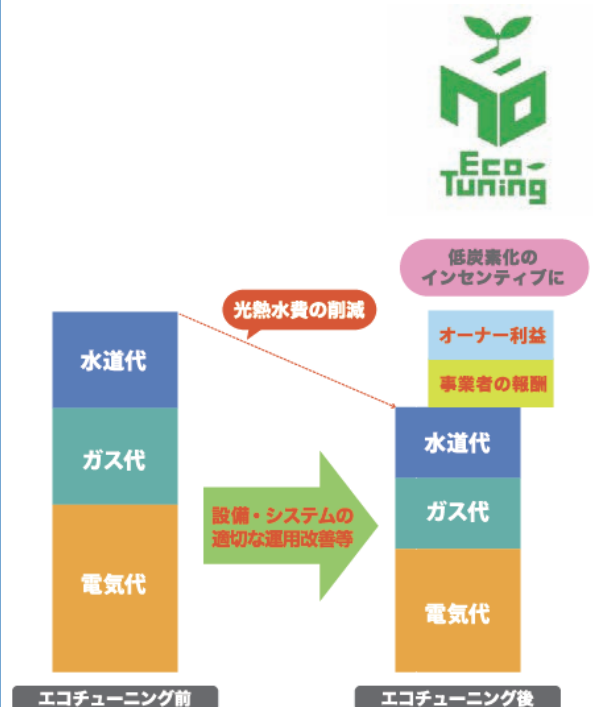 Eco-
Tuning
低炭素化の
インセンティブに
光熱水費の削減
オーナー利益
事業者の報酬
水道代
ガス代
電気代
設備・システムの
適切な運用改善等
水道代
ガス代
電気代
エコチューニング前
エコチューニング後